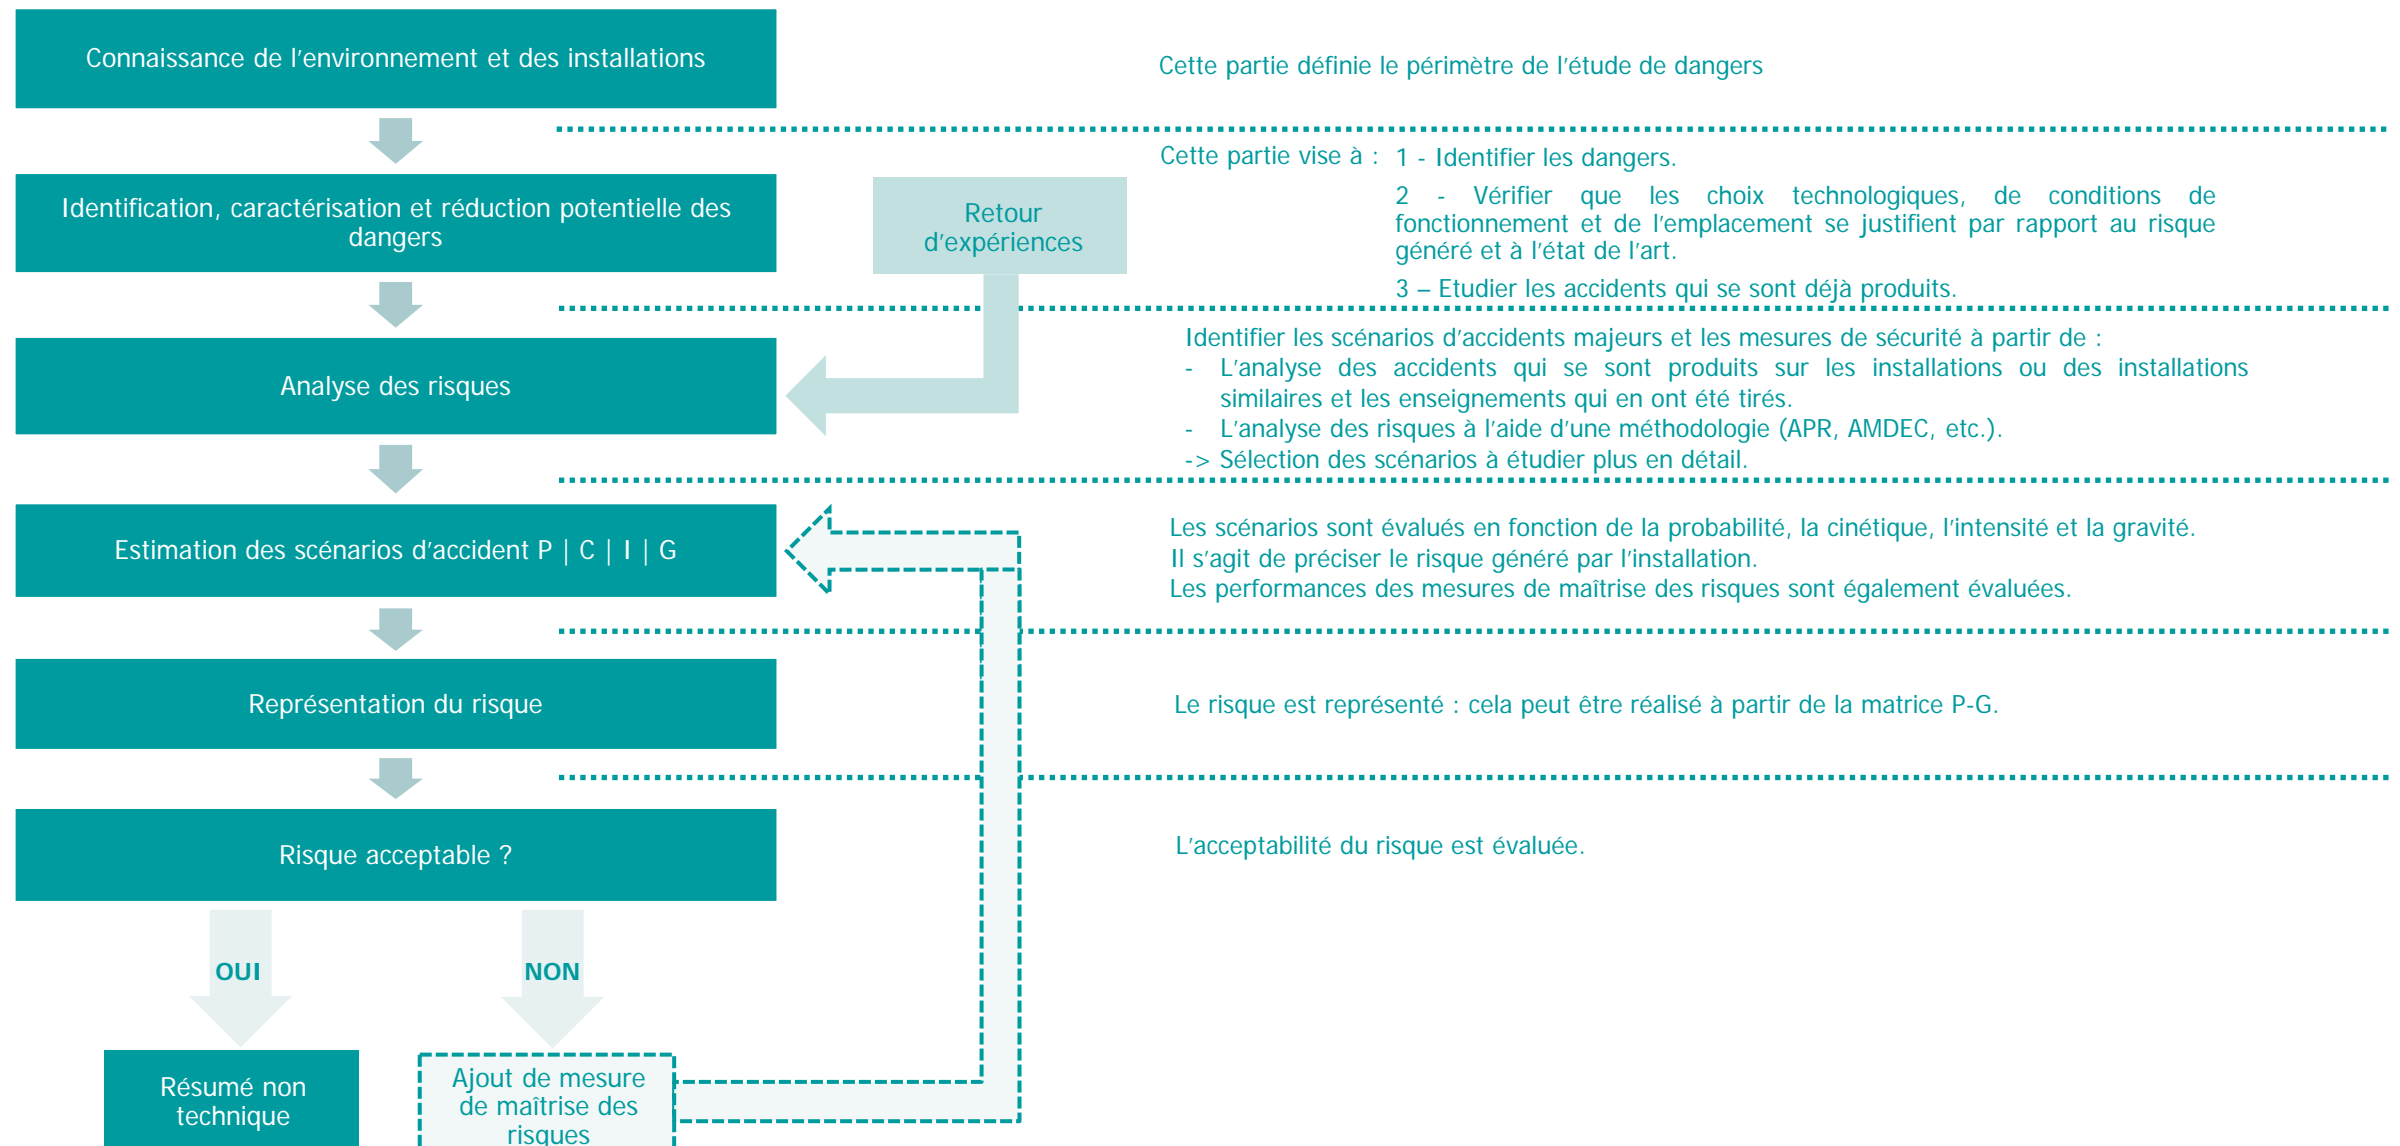 Connaissance de l'environnement et des installations
Cette partie définie le périmètre de l'étude de dangers
Identification, caractérisation et réduction potentielle des
dangers
Retour
d'expériences
Cette partie vise à :
1 - Identifier les dangers.
2 - Vérifier que les choix technologiques, de conditions de
fonctionnement et de l'emplacement se justifient par rapport au risque
généré et à l'état de l'art.
3 – Etudier les accidents qui se sont déjà produits.
Analyse des risques
Identifier les scénarios d'accidents majeurs et les mesures de sécurité à partir de :
- L'analyse des accidents qui se sont produits sur les installations ou des installations
similaires et les enseignements qui en ont été tirés.
- L'analyse des risques à l'aide d'une méthodologie (APR, AMDEC, etc.).
-> Sélection des scénarios à étudier plus en détail.
Estimation des scénarios d'accident P | C | I | G
Les scénarios sont évalués en fonction de la probabilité, la cinétique, l'intensité et la gravité.
Il s'agit de préciser le risque généré par l'installation.
Les performances des mesures de maîtrise des risques sont également évaluées.
Représentation du risque
Le risque est représenté : cela peut être réalisé à partir de la matrice P-G.
Risque acceptable ?
L'acceptabilité du risque est évaluée.
OUI
NON
Résumé non
technique
Ajout de mesure
de maîtrise des
risques